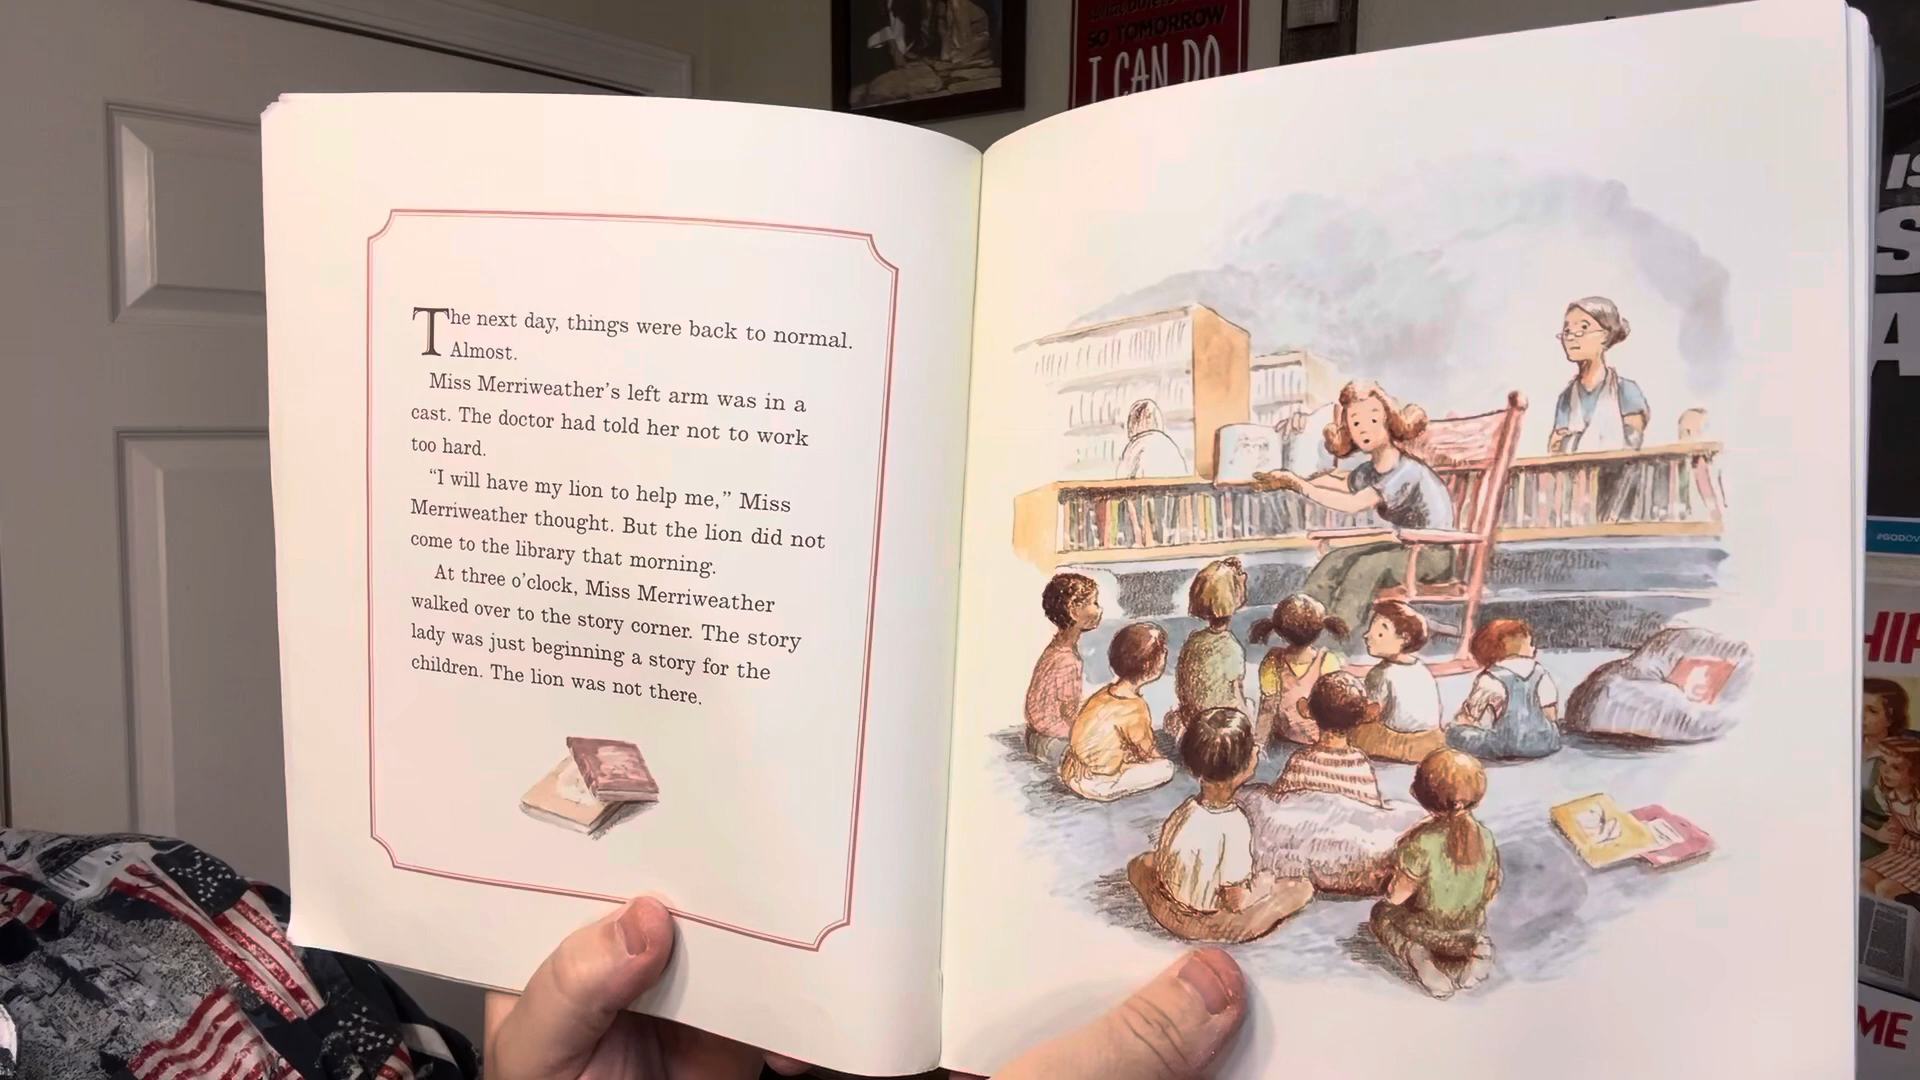 The next day, things were back to normal.
Almost.
Miss Merriweather's left arm was in a
cast. The doctor had told her not to work
too hard.
“I will have my lion to help me,” Miss
Merriweather thought. But the lion did not
come to the library that morning.
At three o'clock, Miss Merriweather
walked over to the story corner. The story
lady was just beginning a story for the
children. The lion was not there.
SO TOMORROW
I CAN DO
IS
S
A
#GODOV
HIP
ME